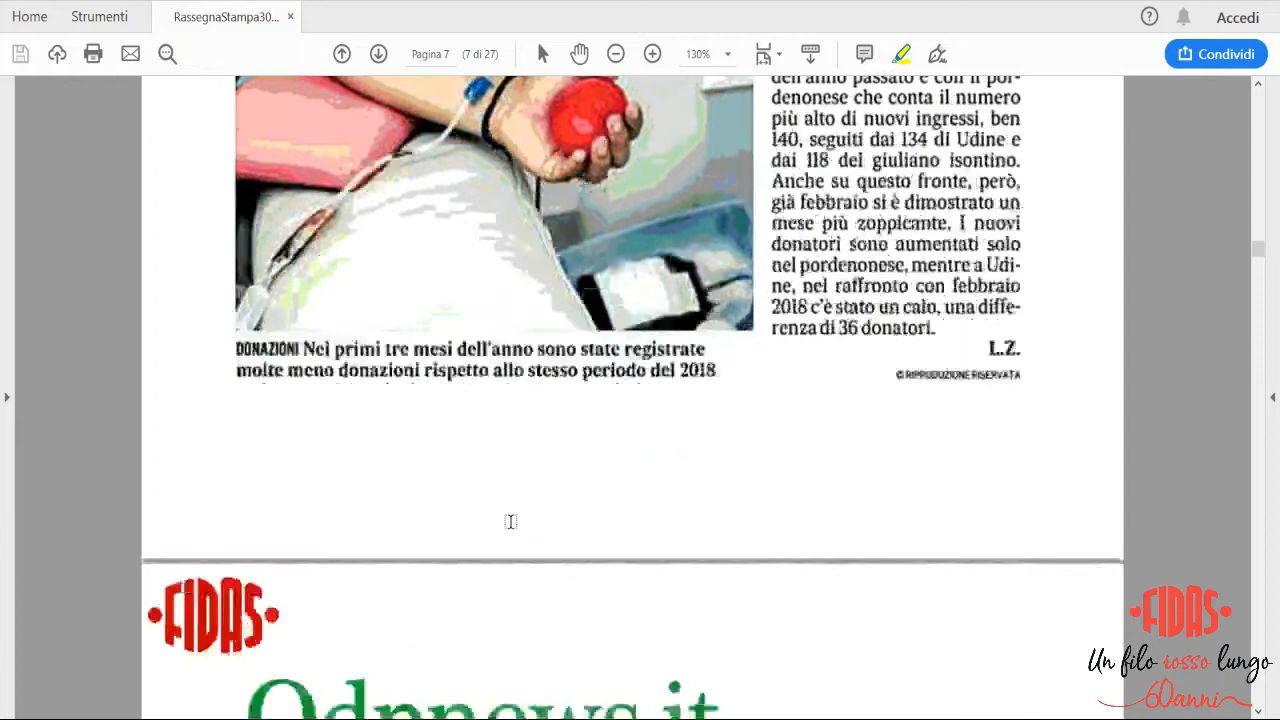 Home Strumenti RassegnaStampa30... × Accedi
Pagina 7 (7 di 27) 130% Condividi
dell'anno passato e con il por-
denonese che conta il numero
più alto di nuovi ingressi, ben
140, seguiti dai 134 di Udine e
dai 118 del giuliano isontino.
Anche su questo fronte, però,
già febbraio si è dimostrato un
mese più zoppicante. I nuovi
donatori sono aumentati solo
nel pordenonese, mentre a Udi-
ne, nel raffronto con febbraio
2018 c'è stato un calo, una diffe-
renza di 36 donatori.
L.Z.
© RIPRODUZIONE RISERVATA
DONAZIONI Nei primi tre mesi dell'anno sono state registrate
molte meno donazioni rispetto allo stesso periodo del 2018
FIDAS
Qdpnews.it
FIDAS
Un filo rosso lungo
60anni